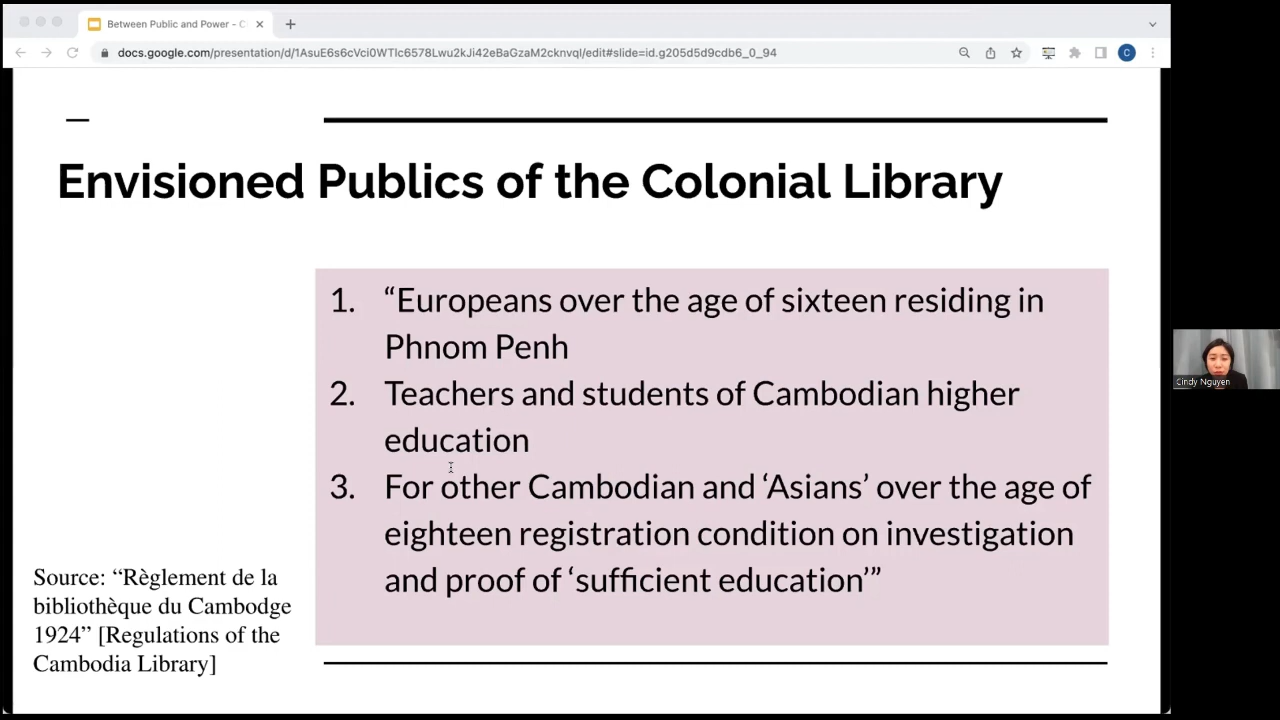 Between Public and Power - C
docs.google.com/presentation/d/1AsuE6s6cVci0WTIc6578Lwu2kJi42eBaGzaM2cknvqI/edit#slide=id.g205d5d9cdb6_0_94
C
Envisioned Publics of the Colonial Library
1. “Europeans over the age of sixteen residing in
Phnom Penh
2. Teachers and students of Cambodian higher
education
3. For other Cambodian and ‘Asians’ over the age of
eighteen registration condition on investigation
and proof of ‘sufficient education’”
Source: “Règlement de la
bibliothèque du Cambodge
1924” [Regulations of the
Cambodia Library]
Cindy Nguyen